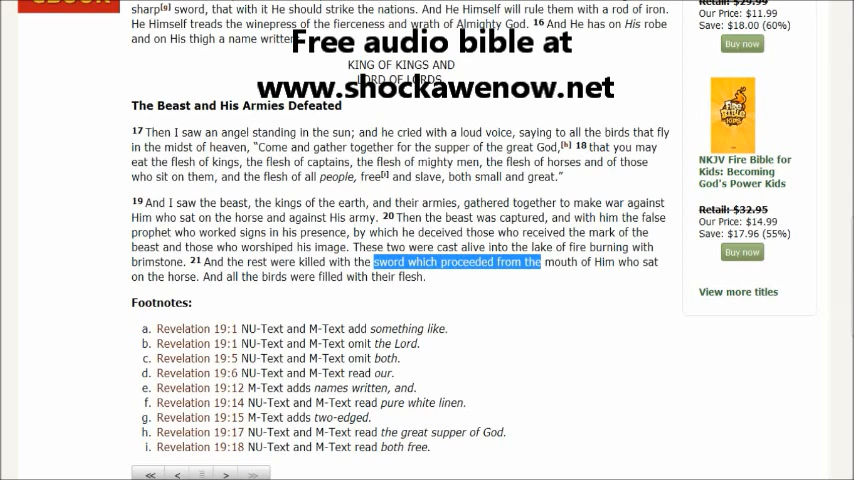 EBOOK
sharp[g] sword, that with it He should strike the nations. And He Himself will rule them with a rod of iron.
He Himself treads the winepress of the fierceness and wrath of Almighty God. 16 And He has on His robe
and on His thigh a name written
Free audio bible at
KING OF KINGS AND
LORD OF LORDS.
www.shockawenow.net
The Beast and His Armies Defeated
17 Then I saw an angel standing in the sun; and he cried with a loud voice, saying to all the birds that fly
in the midst of heaven, “Come and gather together for the supper of the great God,[h] 18 that you may
eat the flesh of kings, the flesh of captains, the flesh of mighty men, the flesh of horses and of those
who sit on them, and the flesh of all people, free[i] and slave, both small and great.”
19 And I saw the beast, the kings of the earth, and their armies, gathered together to make war against
Him who sat on the horse and against His army. 20 Then the beast was captured, and with him the false
prophet who worked signs in his presence, by which he deceived those who received the mark of the
beast and those who worshiped his image. These two were cast alive into the lake of fire burning with
brimstone. 21 And the rest were killed with the sword which proceeded from the mouth of Him who sat
on the horse. And all the birds were filled with their flesh.
Footnotes:
a. Revelation 19:1 NU-Text and M-Text add something like.
b. Revelation 19:1 NU-Text and M-Text omit the Lord.
c. Revelation 19:5 NU-Text and M-Text omit both.
d. Revelation 19:6 NU-Text and M-Text read our.
e. Revelation 19:12 M-Text adds names written, and.
f. Revelation 19:14 NU-Text and M-Text read pure white linen.
g. Revelation 19:15 M-Text adds two-edged.
h. Revelation 19:17 NU-Text and M-Text read the great supper of God.
i. Revelation 19:18 NU-Text and M-Text read both free.
Retail: $29.99
Our Price: $11.99
Save: $18.00 (60%)
Buy now
NKJV Fire Bible for
Kids: Becoming
God's Power Kids
Retail: $32.95
Our Price: $14.99
Save: $17.96 (55%)
Buy now
View more titles